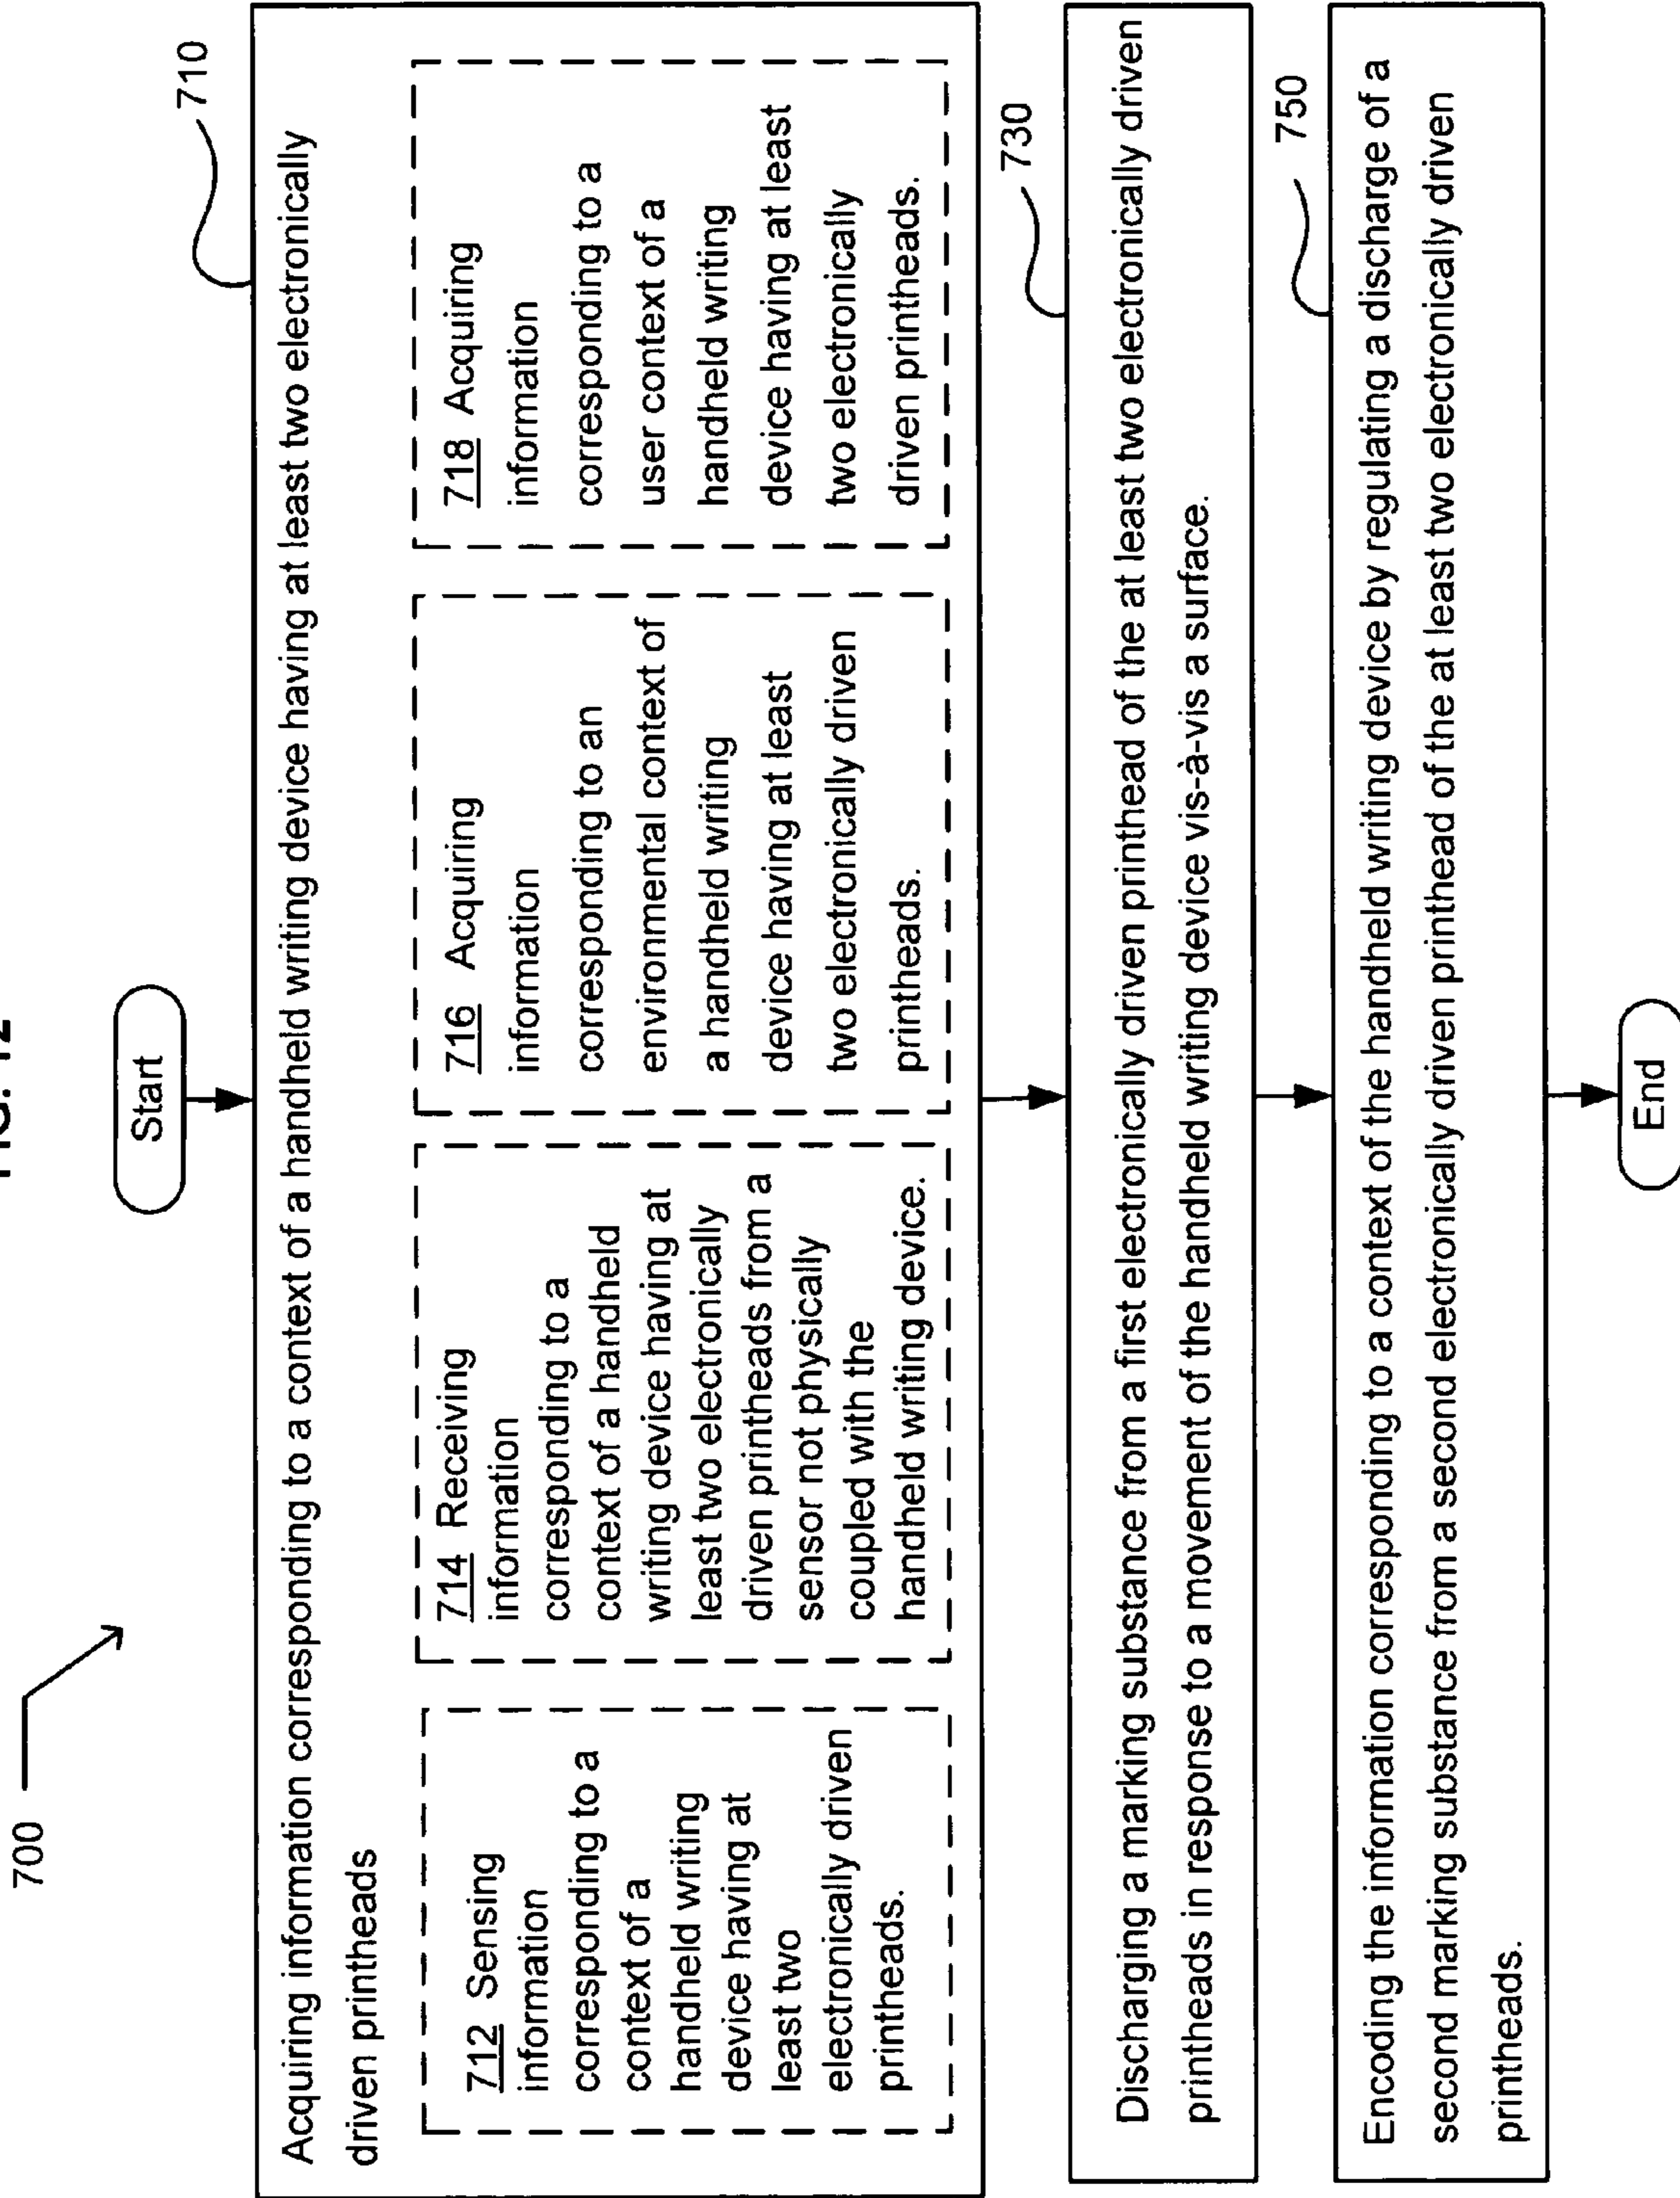 FIG. 12
700
Start
710
Acquiring information corresponding to a context of a handheld writing device having at least two electronically
driven printheads
712 Sensing
information
corresponding to a
context of a
handheld writing
device having at
least two
electronically driven
printheads.
714 Receiving
information
corresponding to a
context of a handheld
writing device having at
least two electronically
driven printheads from a
sensor not physically
coupled with the
handheld writing device.
716 Acquiring
information
corresponding to an
environmental context of
a handheld writing
device having at least
two electronically driven
printheads.
718 Acquiring
information
corresponding to a
user context of a
handheld writing
device having at least
two electronically
driven printheads.
730
Discharging a marking substance from a first electronically driven printhead of the at least two electronically driven
printheads in response to a movement of the handheld writing device vis-à-vis a surface.
750
Encoding the information corresponding to a context of the handheld writing device by regulating a discharge of a
second marking substance from a second electronically driven printhead of the at least two electronically driven
printheads.
End